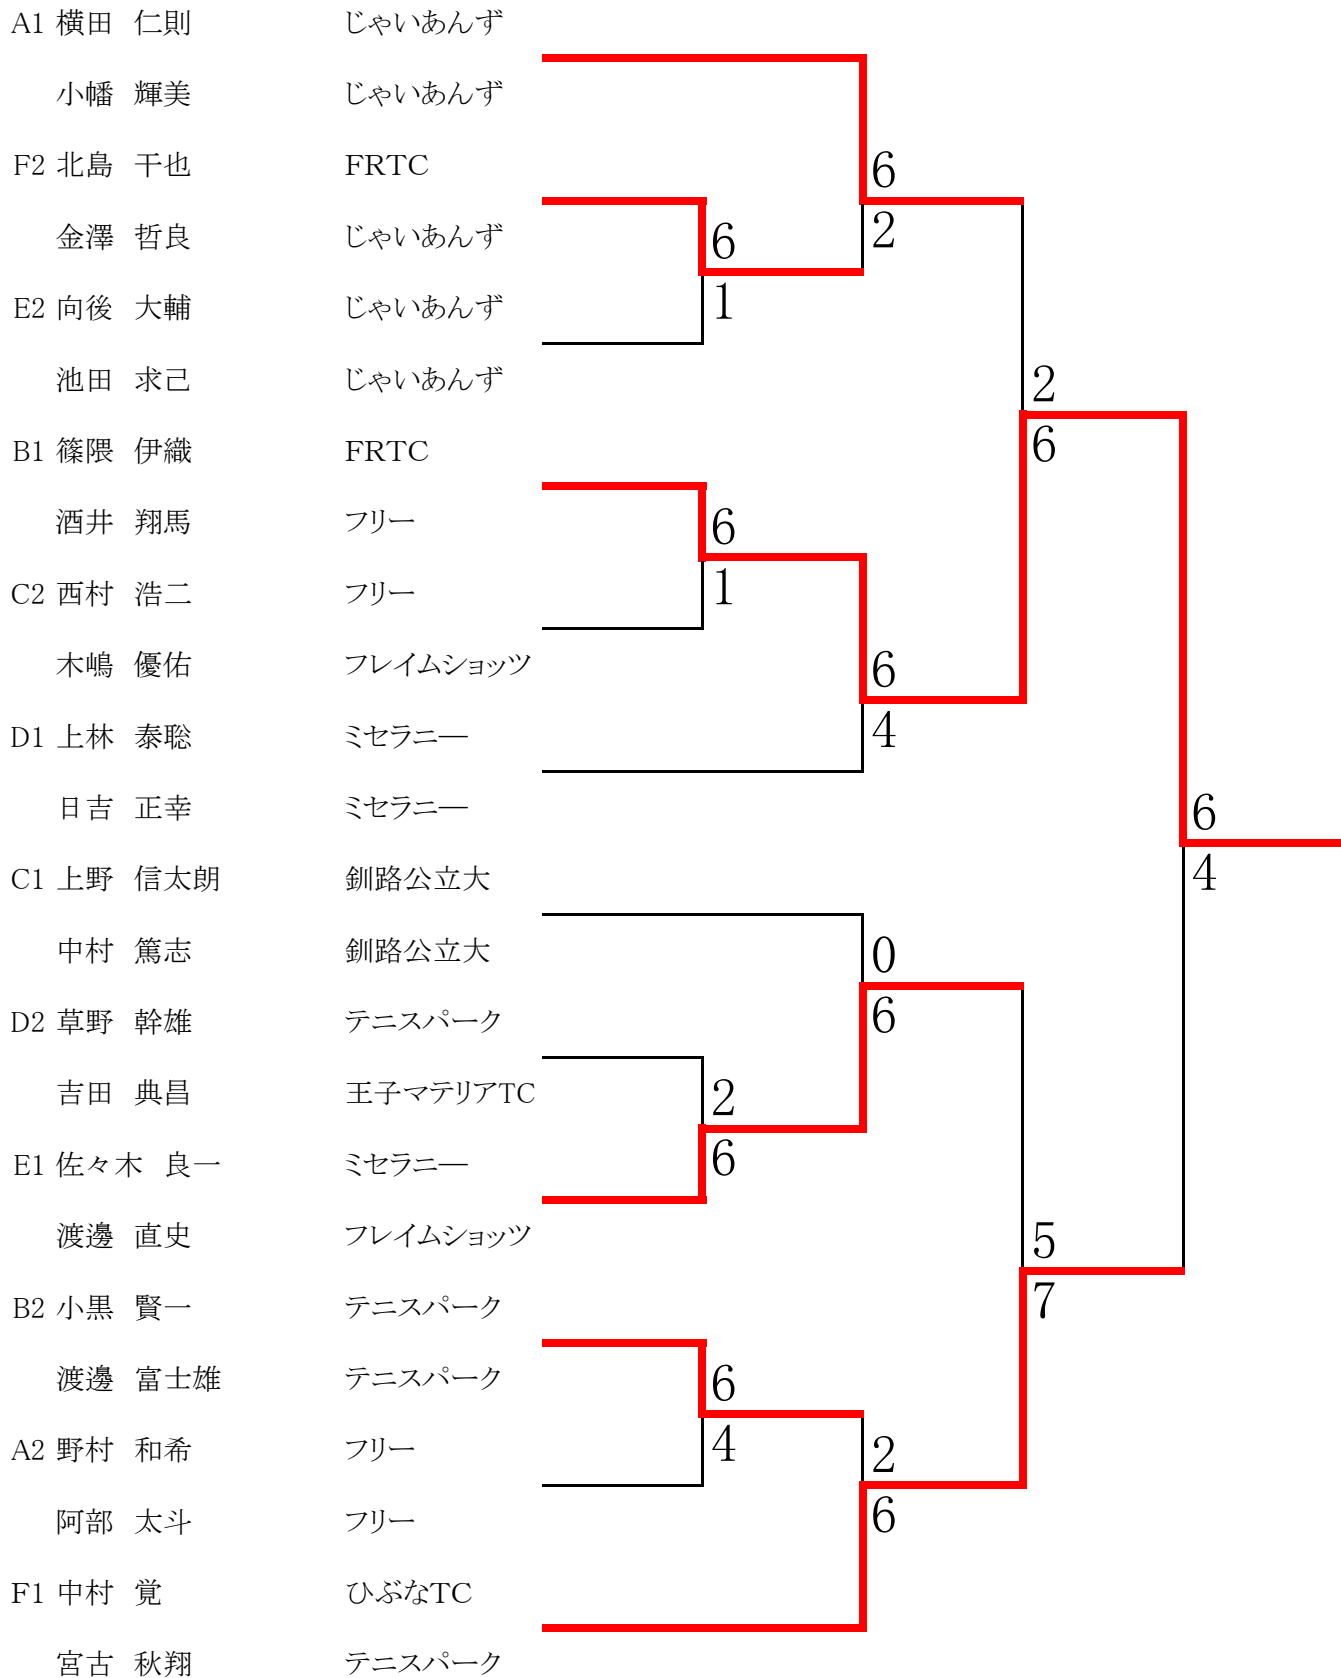 A1 横田 仁則 じゃいあんず
小幡 輝美 じゃいあんず
F2 北島 干也 FRTC
6
金澤 哲良 じゃいあんず
6
2
E2 向後 大輔 じゃいあんず
1
池田 求己 じゃいあんず
2
B1 篠隈 伊織 FRTC
6
酒井 翔馬 フリー
6
C2 西村 浩二 フリー
1
木嶋 優佑 フレイムショッツ
6
D1 上林 泰聡 ミセラニー
4
日吉 正幸 ミセラニー
6
C1 上野 信太朗 釧路公立大
4
中村 篤志 釧路公立大
0
D2 草野 幹雄 テニスパーク
6
吉田 典昌 王子マテリアTC
2
E1 佐々木 良一 ミセラニー
6
渡邊 直史 フレイムショッツ
5
B2 小黒 賢一 テニスパーク
7
渡邊 富士雄 テニスパーク
6
A2 野村 和希 フリー
4
2
阿部 太斗 フリー
6
F1 中村 覚 ひぶなTC
宮古 秋翔 テニスパーク